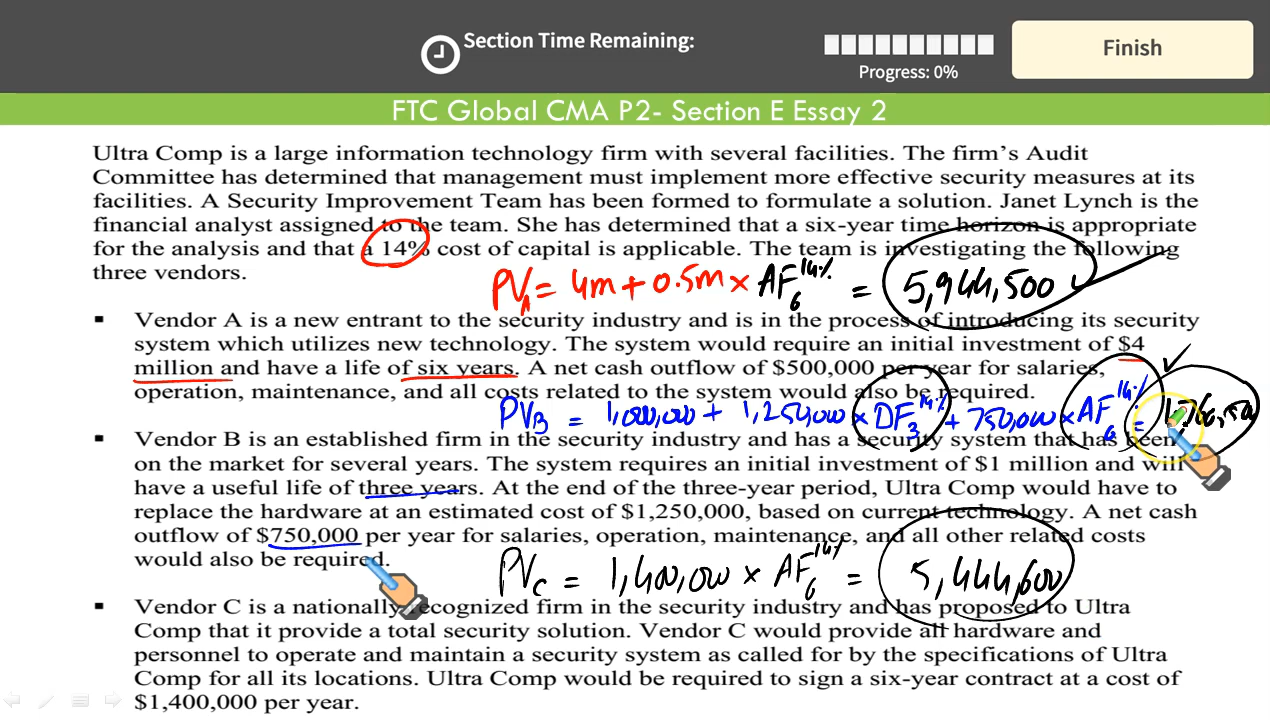 Section Time Remaining:
Progress: 0%
Finish
FTC Global CMA P2- Section E Essay 2
Ultra Comp is a large information technology firm with several facilities. The firm's Audit
Committee has determined that management must implement more effective security measures at its
facilities. A Security Improvement Team has been formed to formulate a solution. Janet Lynch is the
financial analyst assigned to the team. She has determined that a six-year time horizon is appropriate
for the analysis and that a 14% cost of capital is applicable. The team is investigating the following
three vendors.
PV_A = 4m + 0.5m × AF_6^14% = 5,944,500
▪ Vendor A is a new entrant to the security industry and is in the process of introducing its security
system which utilizes new technology. The system would require an initial investment of $4
million and have a life of six years. A net cash outflow of $500,000 per year for salaries,
operation, maintenance, and all costs related to the system would also be required.
PV_B = 1,000,000 + 1,250,000 × DF_3^14% + 750,000 × AF_6^14% =
▪ Vendor B is an established firm in the security industry and has a security system that has been
on the market for several years. The system requires an initial investment of $1 million and will
have a useful life of three years. At the end of the three-year period, Ultra Comp would have to
replace the hardware at an estimated cost of $1,250,000, based on current technology. A net cash
outflow of $750,000 per year for salaries, operation, maintenance, and all other related costs
would also be required.
PV_C = 1,400,000 × AF_6^14% = 5,444,600
▪ Vendor C is a nationally recognized firm in the security industry and has proposed to Ultra
Comp that it provide a total security solution. Vendor C would provide all hardware and
personnel to operate and maintain a security system as called for by the specifications of Ultra
Comp for all its locations. Ultra Comp would be required to sign a six-year contract at a cost of
$1,400,000 per year.